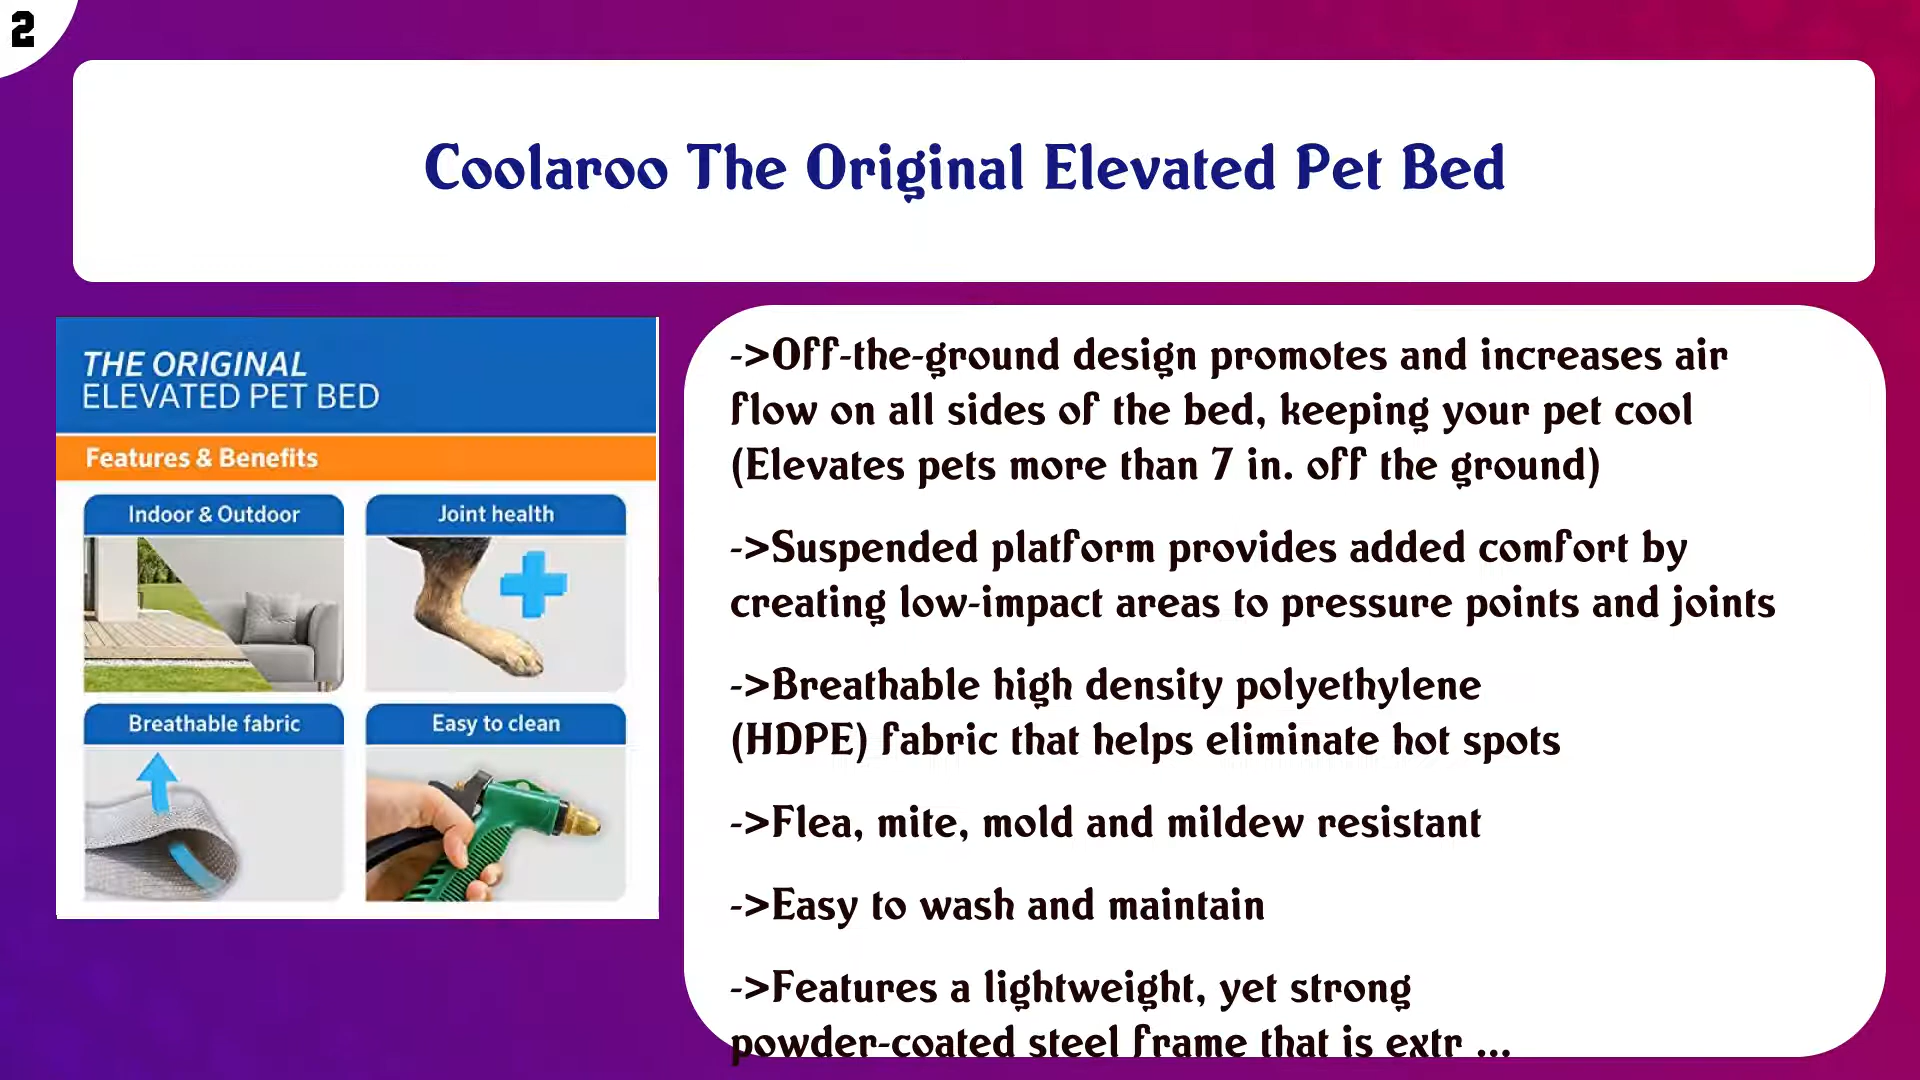 2
Coolaroo The Original Elevated Pet Bed
THE ORIGINAL
ELEVATED PET BED
Features & Benefits
Indoor & Outdoor
Joint health
Breathable fabric
Easy to clean
->Off-the-ground design promotes and increases air
flow on all sides of the bed, keeping your pet cool
(Elevates pets more than 7 in. off the ground)
->Suspended platform provides added comfort by
creating low-impact areas to pressure points and joints
->Breathable high density polyethylene
(HDPE) fabric that helps eliminate hot spots
->Flea, mite, mold and mildew resistant
->Easy to wash and maintain
->Features a lightweight, yet strong
powder-coated steel frame that is extr ...